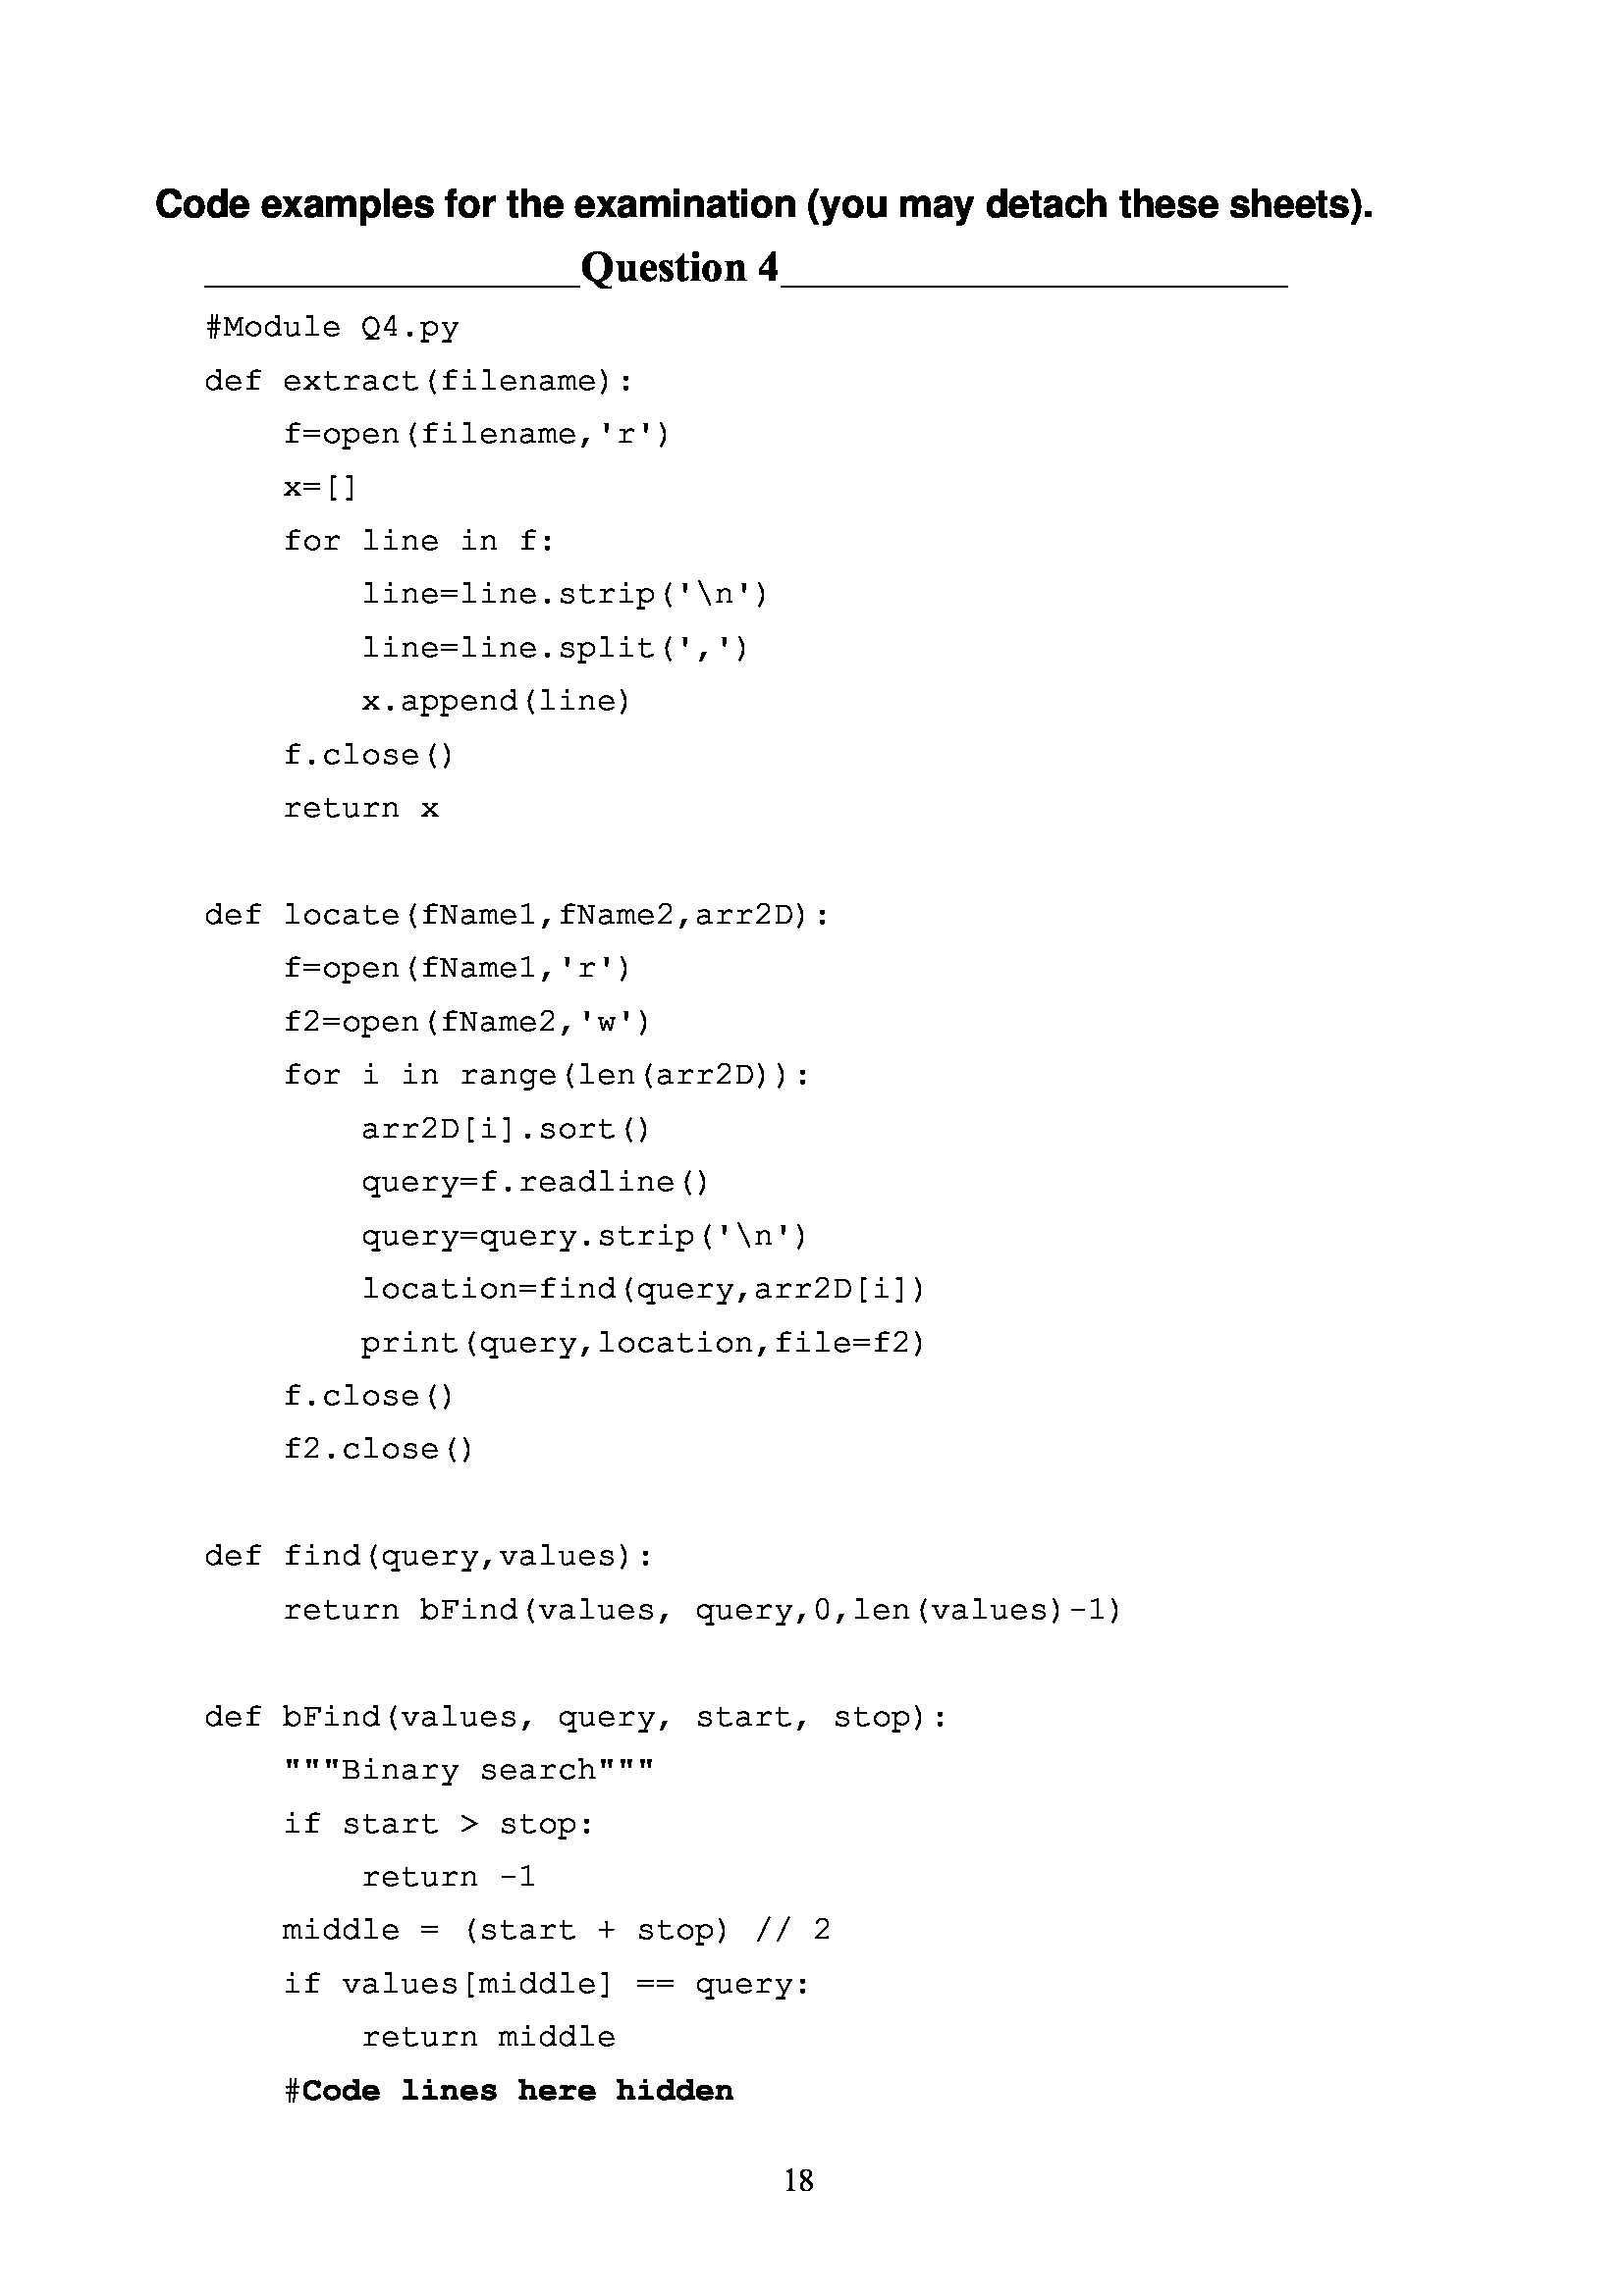 Code examples for the examination (you may detach these sheets).
Question 4
#Module Q4.py
def extract(filename):
    f=open(filename,'r')
    x=[]
    for line in f:
        line=line.strip('\n')
        line=line.split(',')
        x.append(line)
    f.close()
    return x
def locate(fName1,fName2,arr2D):
    f=open(fName1,'r')
    f2=open(fName2,'w')
    for i in range(len(arr2D)):
        arr2D[i].sort()
        query=f.readline()
        query=query.strip('\n')
        location=find(query,arr2D[i])
        print(query,location,file=f2)
    f.close()
    f2.close()
def find(query,values):
    return bFind(values, query,0,len(values)-1)
def bFind(values, query, start, stop):
    """Binary search"""
    if start > stop:
        return -1
    middle = (start + stop) // 2
    if values[middle] == query:
        return middle
    #Code lines here hidden
18